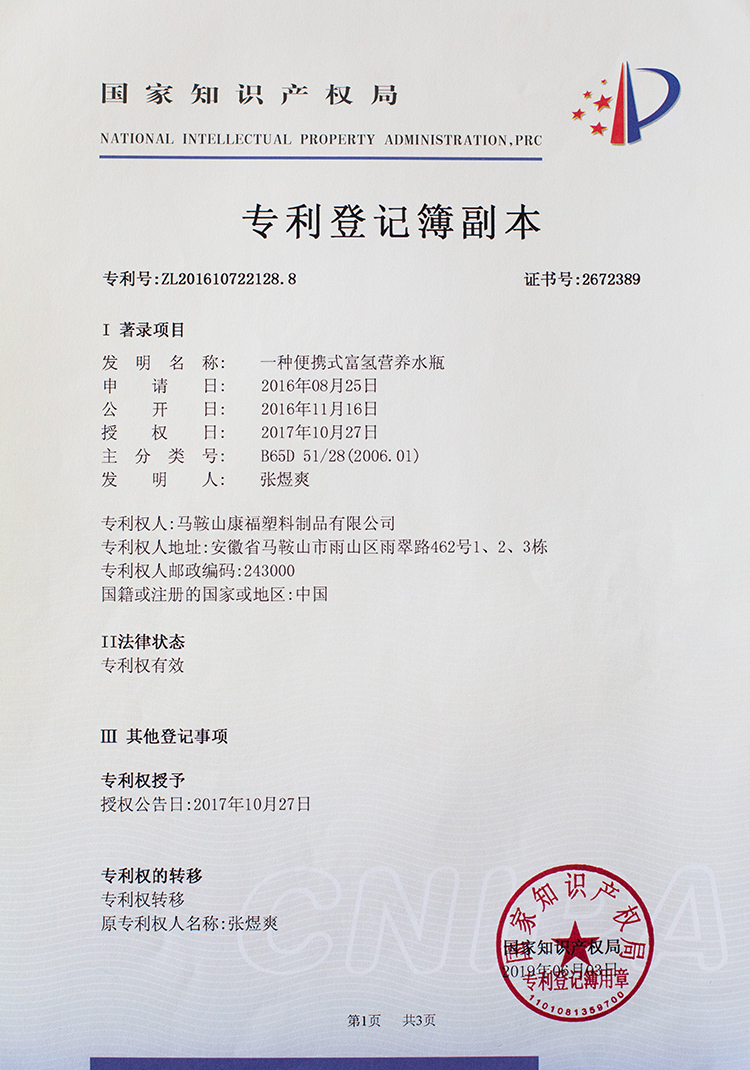 国家知识产权局
NATIONAL INTELLECTUAL PROPERTY ADMINISTRATION,PRC
专利登记簿副本
专利号:ZL201610722128.8 证书号:2672389
I 著录项目
发明名称: 一种便携式富氢营养水瓶
申请日: 2016年08月25日
公开日: 2016年11月16日
授权日: 2017年10月27日
主分类号: B65D 51/28(2006.01)
发明人: 张煜爽
专利权人:马鞍山康福塑料制品有限公司
专利权人地址:安徽省马鞍山市雨山区雨翠路462号1、2、3栋
专利权人邮政编码:243000
国籍或注册的国家或地区:中国
II法律状态
专利权有效
III 其他登记事项
专利权授予
授权公告日:2017年10月27日
专利权的转移
专利权转移
原专利权人名称:张煜爽
CNIPA
国家知识产权局
国家知识产权局
2019年06月03日
专利登记簿用章
1101081359700
第1页 共3页